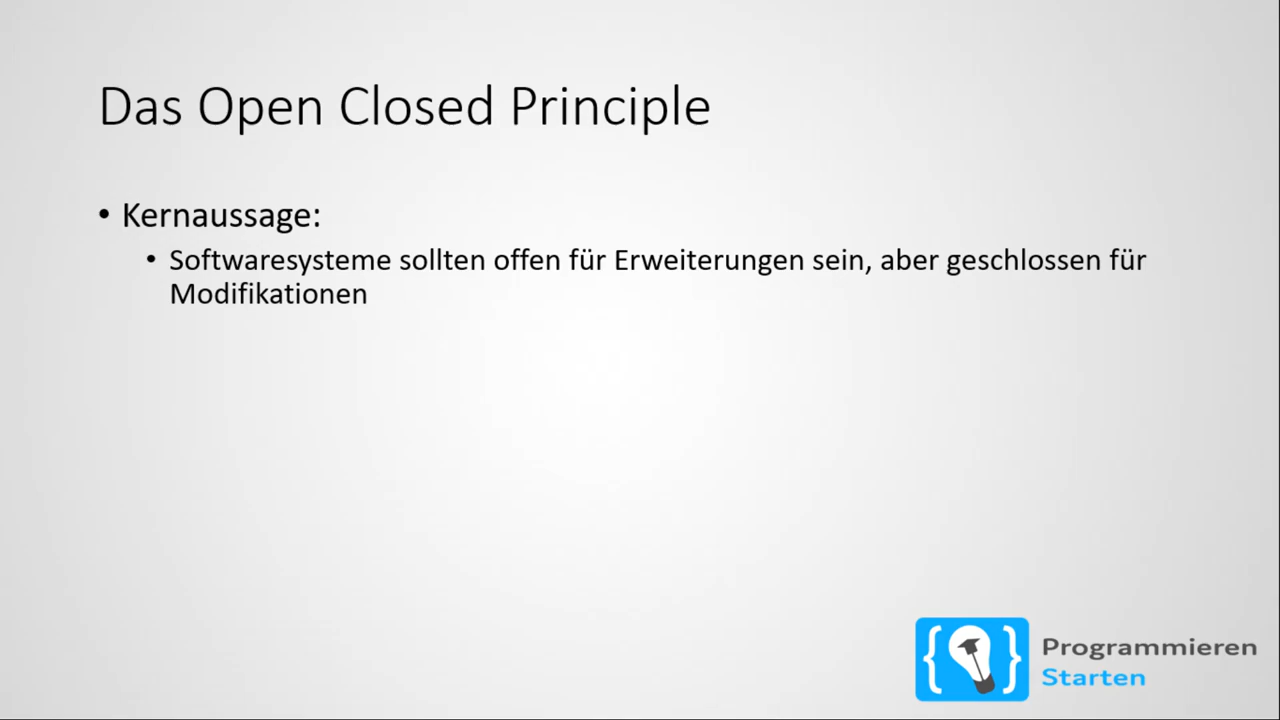 Das Open Closed Principle
• Kernaussage:
• Softwaresysteme sollten offen für Erweiterungen sein, aber geschlossen für
Modifikationen
Programmieren
Starten